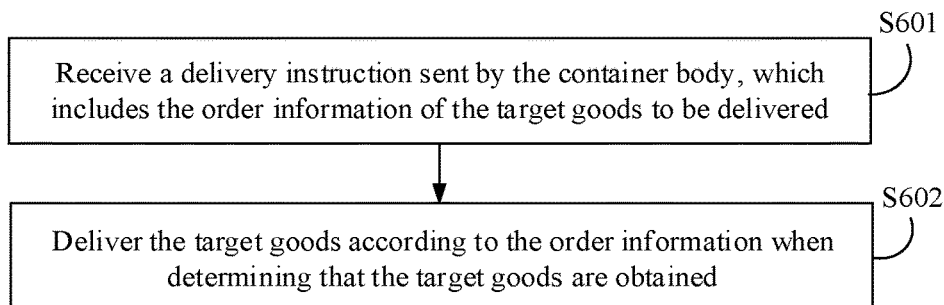 S601
Receive a delivery instruction sent by the container body, which
includes the order information of the target goods to be delivered
S602
Deliver the target goods according to the order information when
determining that the target goods are obtained